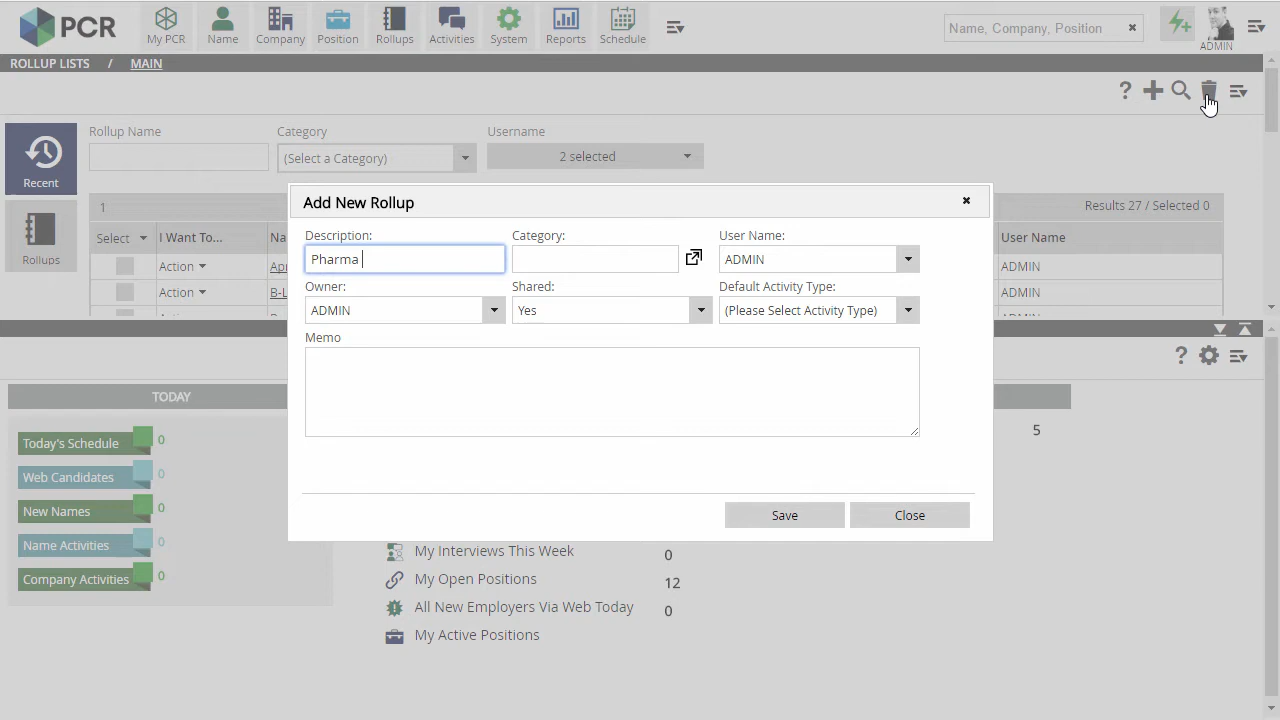 PCR
My PCR
Name
Company
Position
Rollups
Activities
System
Reports
Schedule
Name, Company, Position
ADMIN
ROLLUP LISTS / MAIN
Recent
Rollups
Rollup Name
Category
Username
(Select a Category)
2 selected
1
Results 27 / Selected 0
Select
I Want To...
Na
User Name
Action
Apr
ADMIN
Action
B-L
ADMIN
Add New Rollup
Description:
Category:
User Name:
Pharma
ADMIN
Owner:
Shared:
Default Activity Type:
ADMIN
Yes
(Please Select Activity Type)
Memo
Save
Close
TODAY
Today's Schedule 0
Web Candidates 0
New Names 0
Name Activities 0
Company Activities 0
5
My Interviews This Week 0
My Open Positions 12
All New Employers Via Web Today 0
My Active Positions